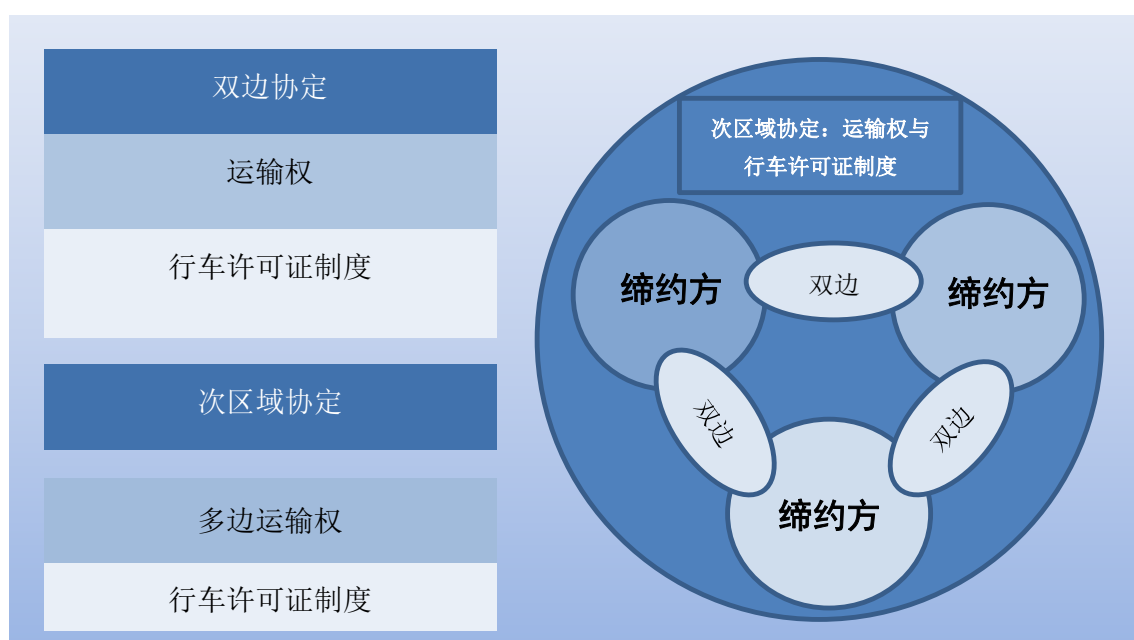 双边协定
运输权
行车许可证制度
次区域协定
多边运输权
行车许可证制度
次区域协定：运输权与
行车许可证制度
缔约方
双边
缔约方
双边
双边
缔约方